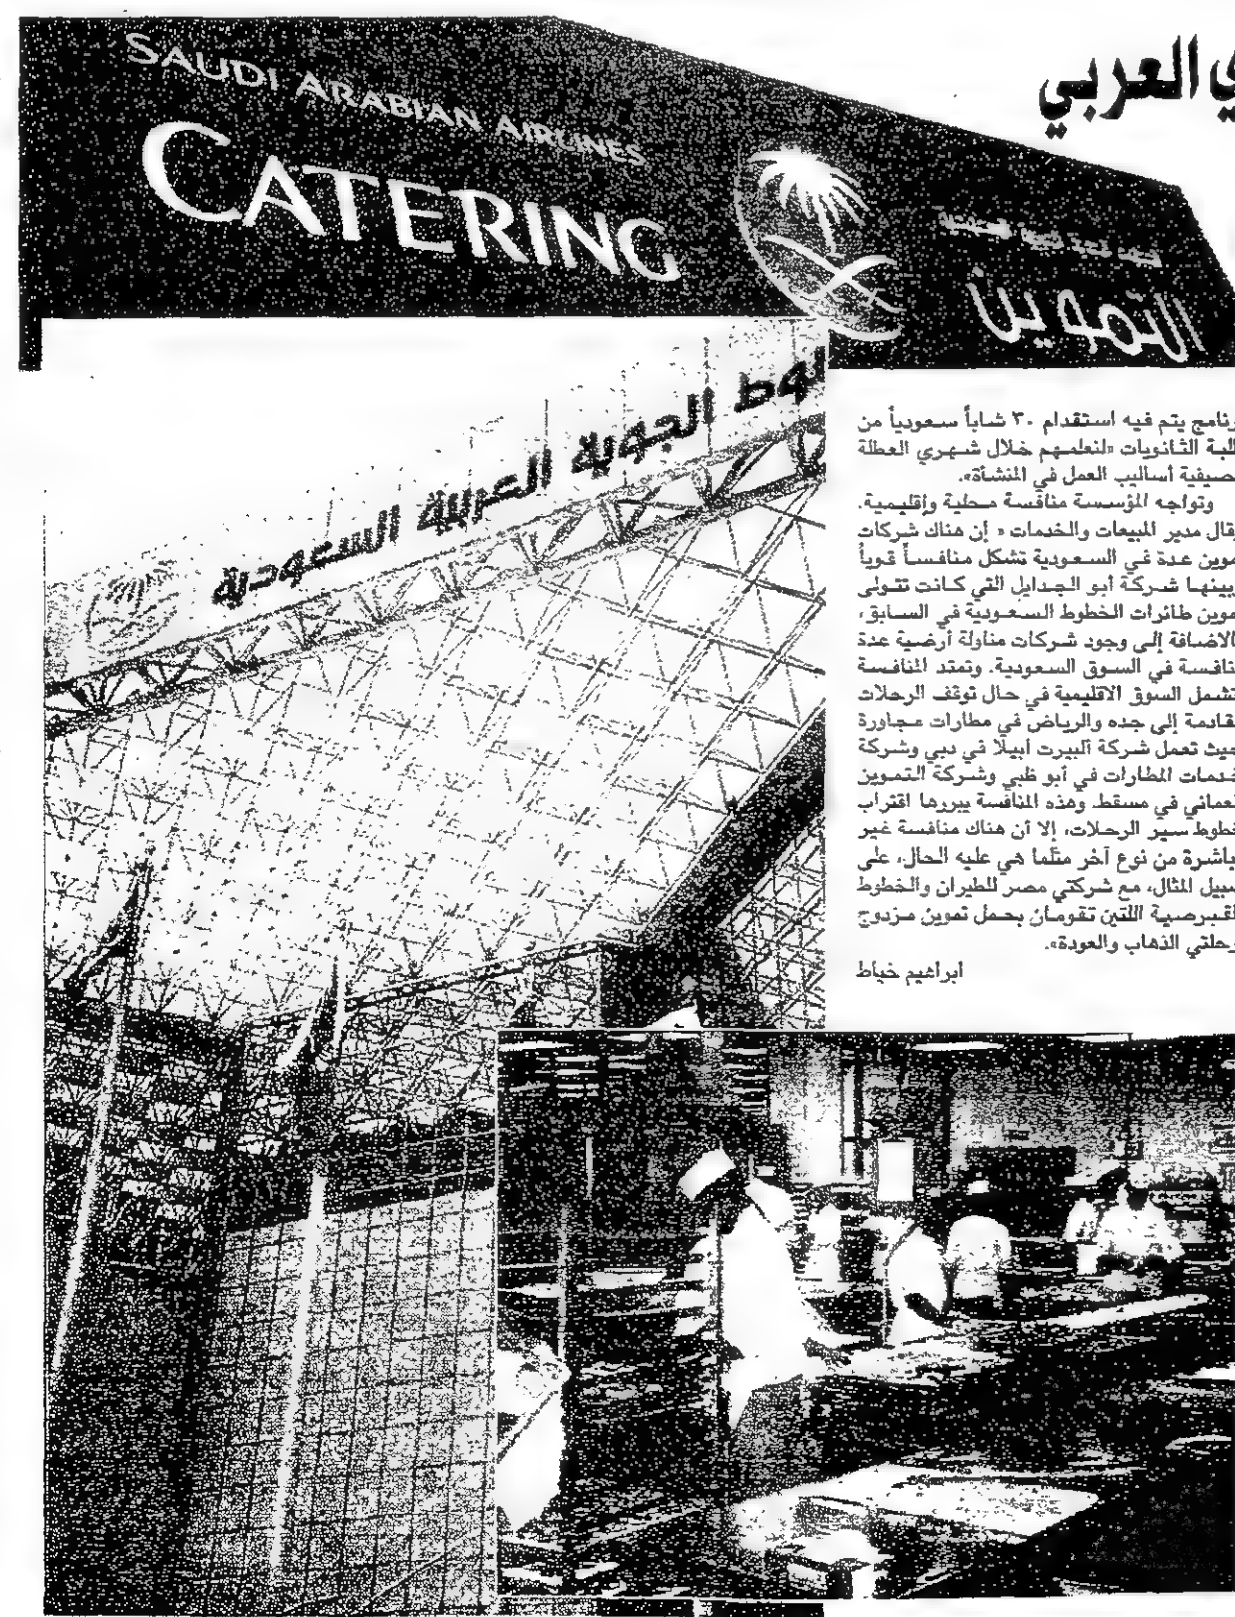 ي العربي
SAUDI ARABIAN AIRLINES
CATERING
التموين
وط الجوية العربية السعودية
رنامج يتم فيه استقدام ٣٠ شاباً سعودياً من
لبة الثانويات «لنعلمهم خلال شهري العطلة
صيفية أساليب العمل في المنشأة».
وتواجه المؤسسة منافسة محلية وإقليمية.
قال مدير المبيعات والخدمات « إن هناك شركات
موين عدة في السعودية تشكل منافساً قوياً
بينها شركة أبو الجدايل التي كانت تتولى
موين طائرات الخطوط السعودية في السابق،
الاضافة إلى وجود شركات مناولة أرضية عدة
تنافسة في السوق السعودية. وتمتد المنافسة
تشمل السوق الاقليمية في حال توقف الرحلات
قادمة إلى جده والرياض في مطارات مجاورة
حيث تعمل شركة ألبيرت أبيلا في دبي وشركة
خدمات المطارات في أبو ظبي وشركة التموين
عماني في مسقط. وهذه المنافسة يبررها اقتراب
خطوط سير الرحلات، إلا أن هناك منافسة غير
باشرة من نوع آخر مثلما هي عليه الحال، على
سبيل المثال، مع شركتي مصر للطيران والخطوط
لقبرصية اللتين تقومان بحمل تموين مزدوج
رحلتي الذهاب والعودة».
ابراهيم خياط